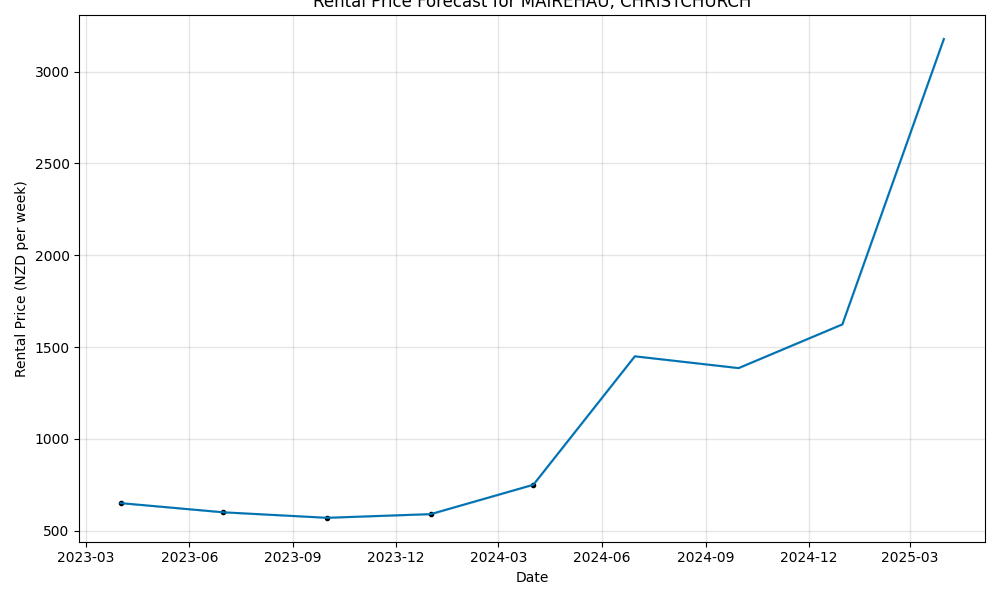 Rental Price Forecast for MAIREHAU, CHRISTCHURCH
Rental Price (NZD per week)
3000
2500
2000
1500
1000
500
2023-03 2023-06 2023-09 2023-12 2024-03 2024-06 2024-09 2024-12 2025-03
Date